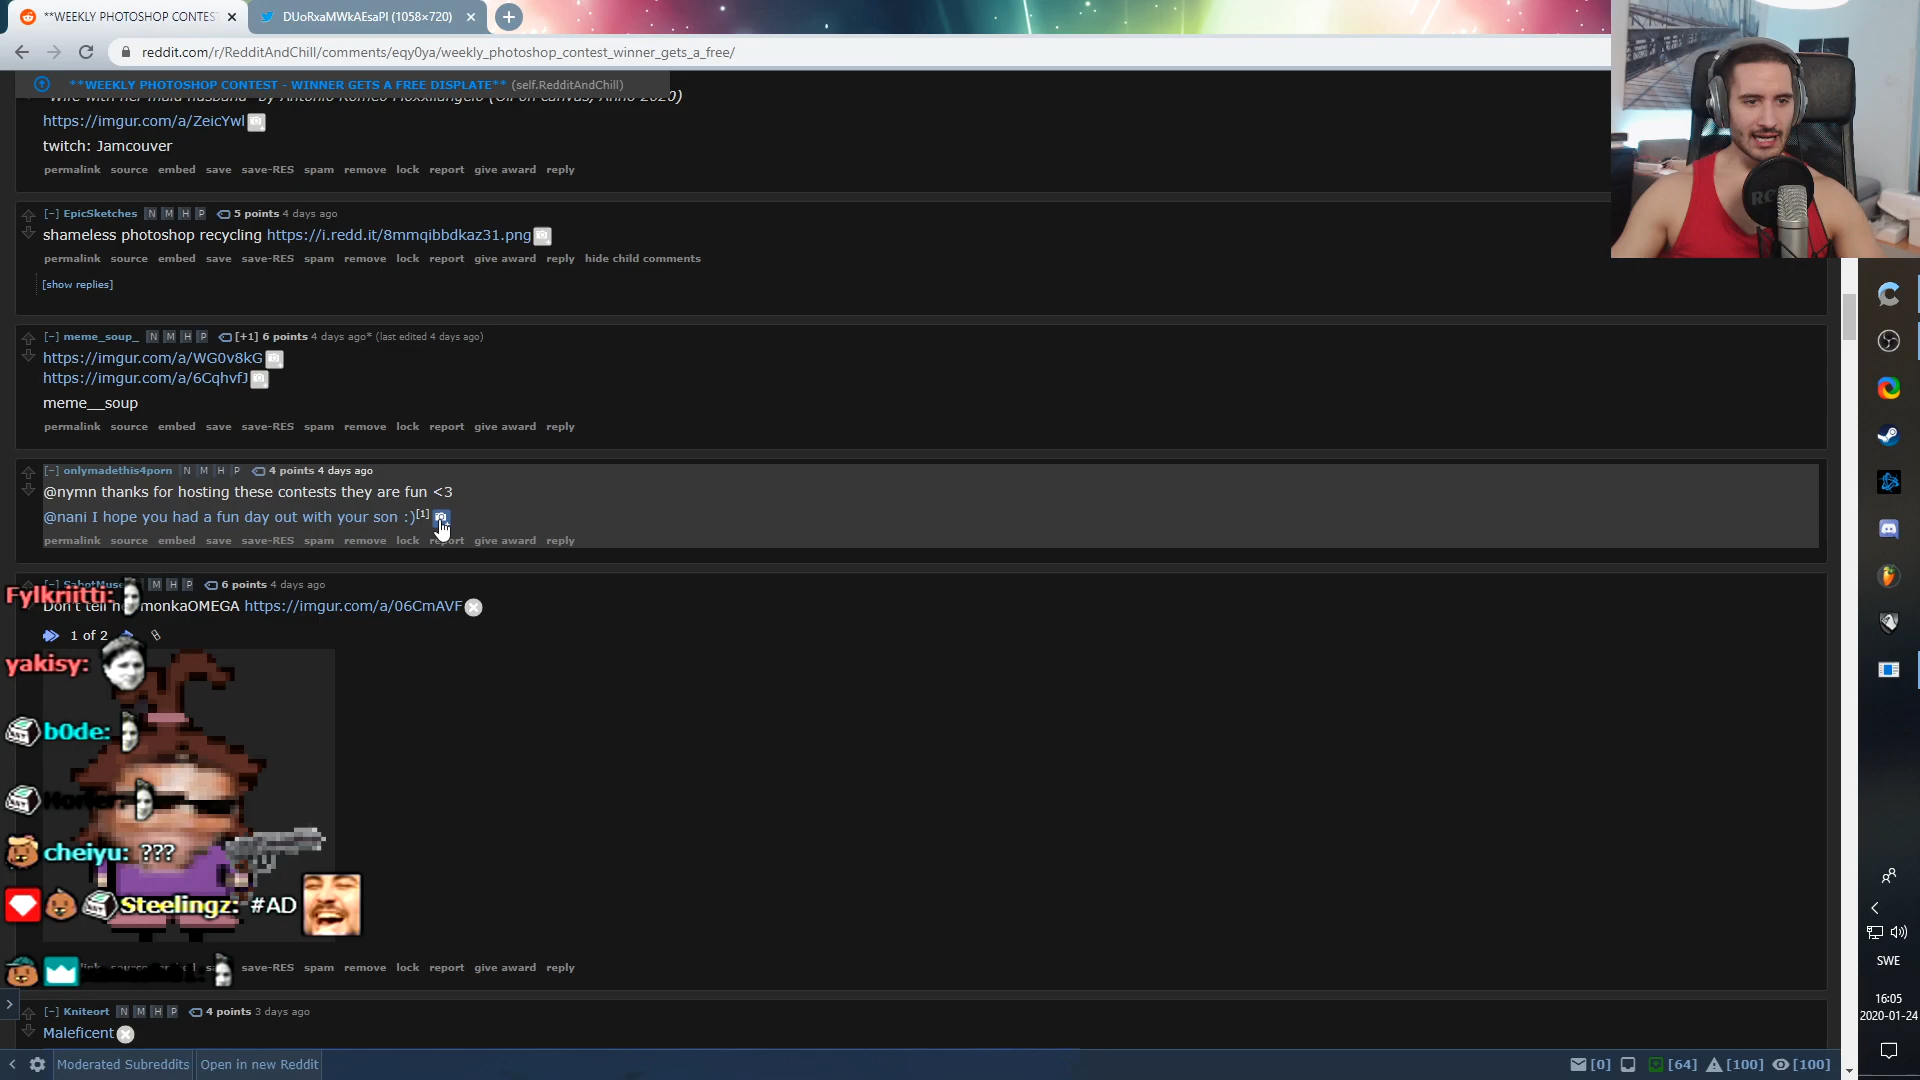 **WEEKLY PHOTOSHOP CONTEST
DUoRxaMWkAEsaPI (1058×720)
reddit.com/r/RedditAndChill/comments/eqy0ya/weekly_photoshop_contest_winner_gets_a_free/
**WEEKLY PHOTOSHOP CONTEST - WINNER GETS A FREE DISPLATE** (self.RedditAndChill)
https://imgur.com/a/ZeicYwl
twitch: Jamcouver
permalink source embed save save-RES spam remove lock report give award reply
[-] EpicSketches N M H P 5 points 4 days ago
shameless photoshop recycling https://i.redd.it/8mmqibbdkaz31.png
permalink source embed save save-RES spam remove lock report give award reply hide child comments
[show replies]
[-] meme_soup_ N M H P [+1] 6 points 4 days ago* (last edited 4 days ago)
https://imgur.com/a/WG0v8kG
https://imgur.com/a/6CqhvfJ
meme__soup
permalink source embed save save-RES spam remove lock report give award reply
[-] onlymadethis4porn N M H P 4 points 4 days ago
@nymn thanks for hosting these contests they are fun <3
@nani I hope you had a fun day out with your son :)[1]
permalink source embed save save-RES spam remove lock report give award reply
[-] SabotMuse M H P 6 points 4 days ago
Fylkriitti:
Don't tell monkaOMEGA https://imgur.com/a/06CmAVF
1 of 2
yakisy:
b0de:
cheiyu: ???
Steelingz: #AD
save-RES spam remove lock report give award reply
[-] Kniteort N M H P 4 points 3 days ago
Maleficent
Moderated Subreddits Open in new Reddit
[0] [64] [100] [100]
SWE
16:05
2020-01-24